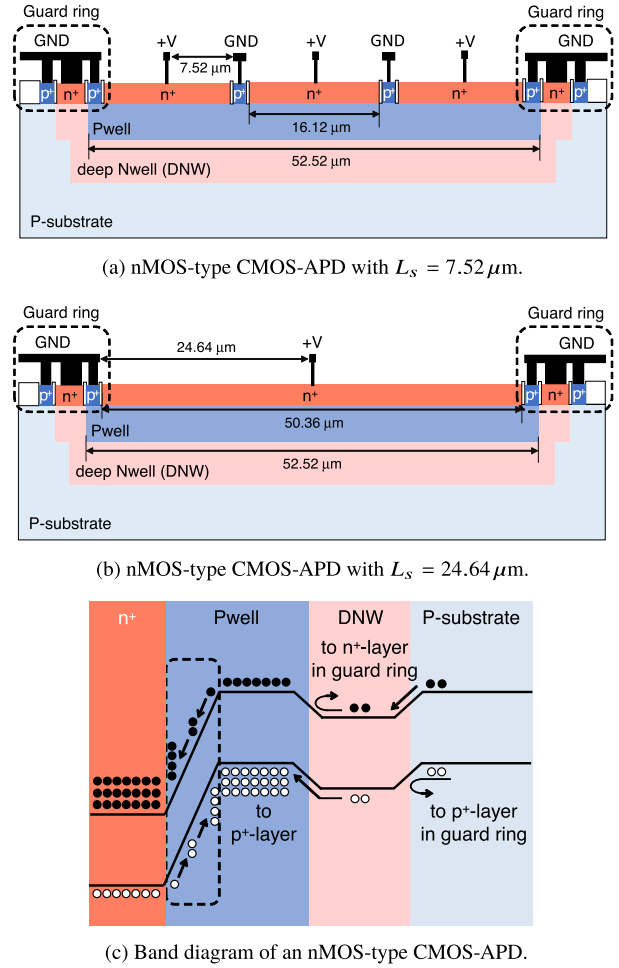 Guard ring
Guard ring
GND
+V
GND
+V
GND
+V
GND
7.52 µm
p⁺
n⁺
p⁺
n⁺
p⁺
n⁺
p⁺
n⁺
p⁺
n⁺
p⁺
Pwell
16.12 µm
52.52 µm
deep Nwell (DNW)
P-substrate
(a) nMOS-type CMOS-APD with Lₛ = 7.52 µm.
Guard ring
Guard ring
GND
24.64 µm
+V
GND
p⁺
n⁺
p⁺
n⁺
p⁺
n⁺
p⁺
Pwell
50.36 µm
52.52 µm
deep Nwell (DNW)
P-substrate
(b) nMOS-type CMOS-APD with Lₛ = 24.64 µm.
n⁺
Pwell
DNW
P-substrate
to n⁺-layer
in guard ring
to
p⁺-layer
to p⁺-layer
in guard ring
(c) Band diagram of an nMOS-type CMOS-APD.